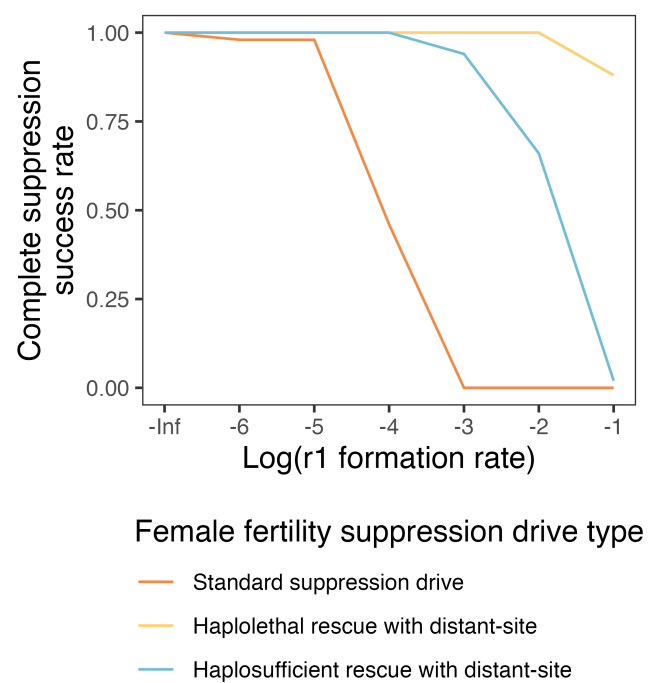 1.00
0.75
0.50
0.25
0.00
Complete suppression
success rate
-Inf -6 -5 -4 -3 -2 -1
Log(r1 formation rate)
Female fertility suppression drive type
Standard suppression drive
Haplolethal rescue with distant-site
Haplosufficient rescue with distant-site